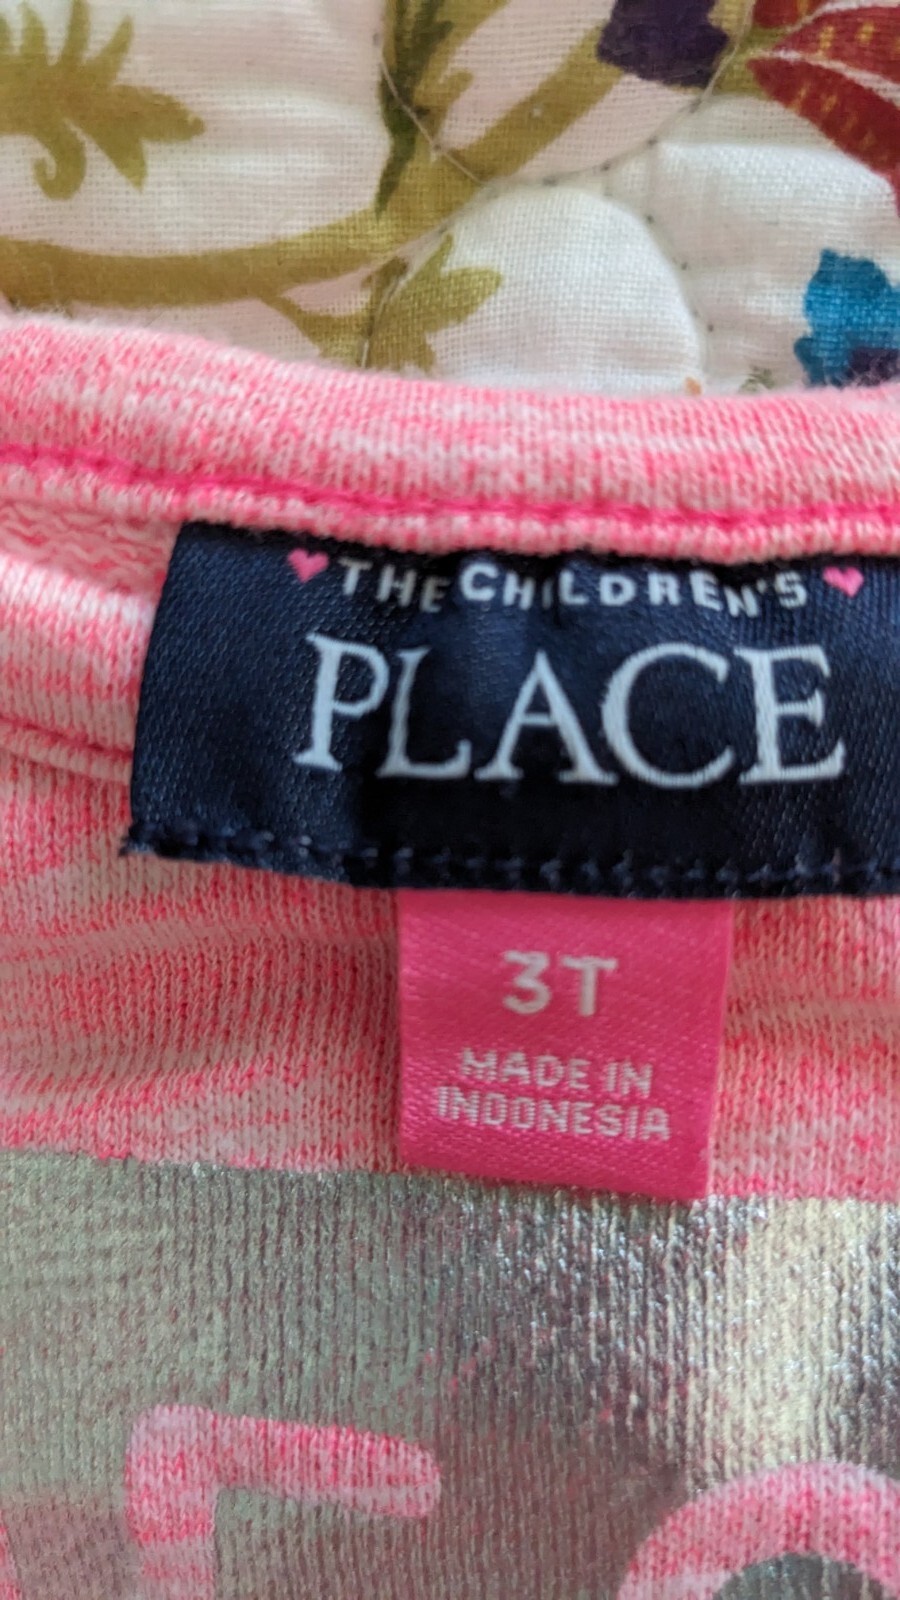 THE CHILDREN'S
PLACE
3T
MADE IN
INDONESIA